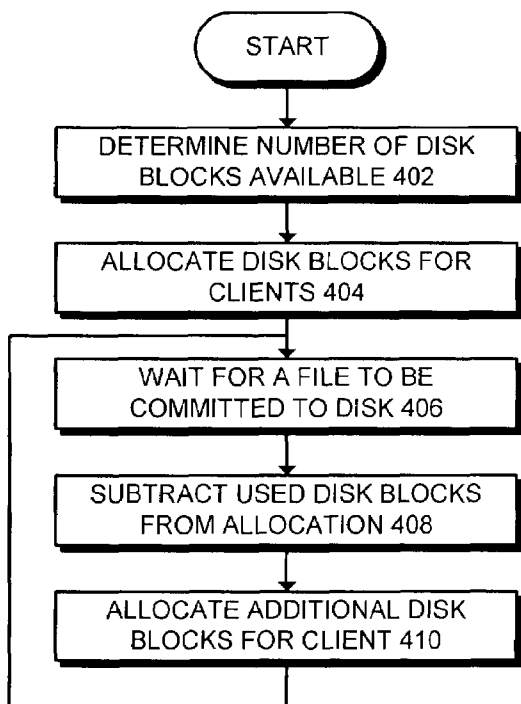 START
DETERMINE NUMBER OF DISK
BLOCKS AVAILABLE 402
ALLOCATE DISK BLOCKS FOR
CLIENTS 404
WAIT FOR A FILE TO BE
COMMITTED TO DISK 406
SUBTRACT USED DISK BLOCKS
FROM ALLOCATION 408
ALLOCATE ADDITIONAL DISK
BLOCKS FOR CLIENT 410